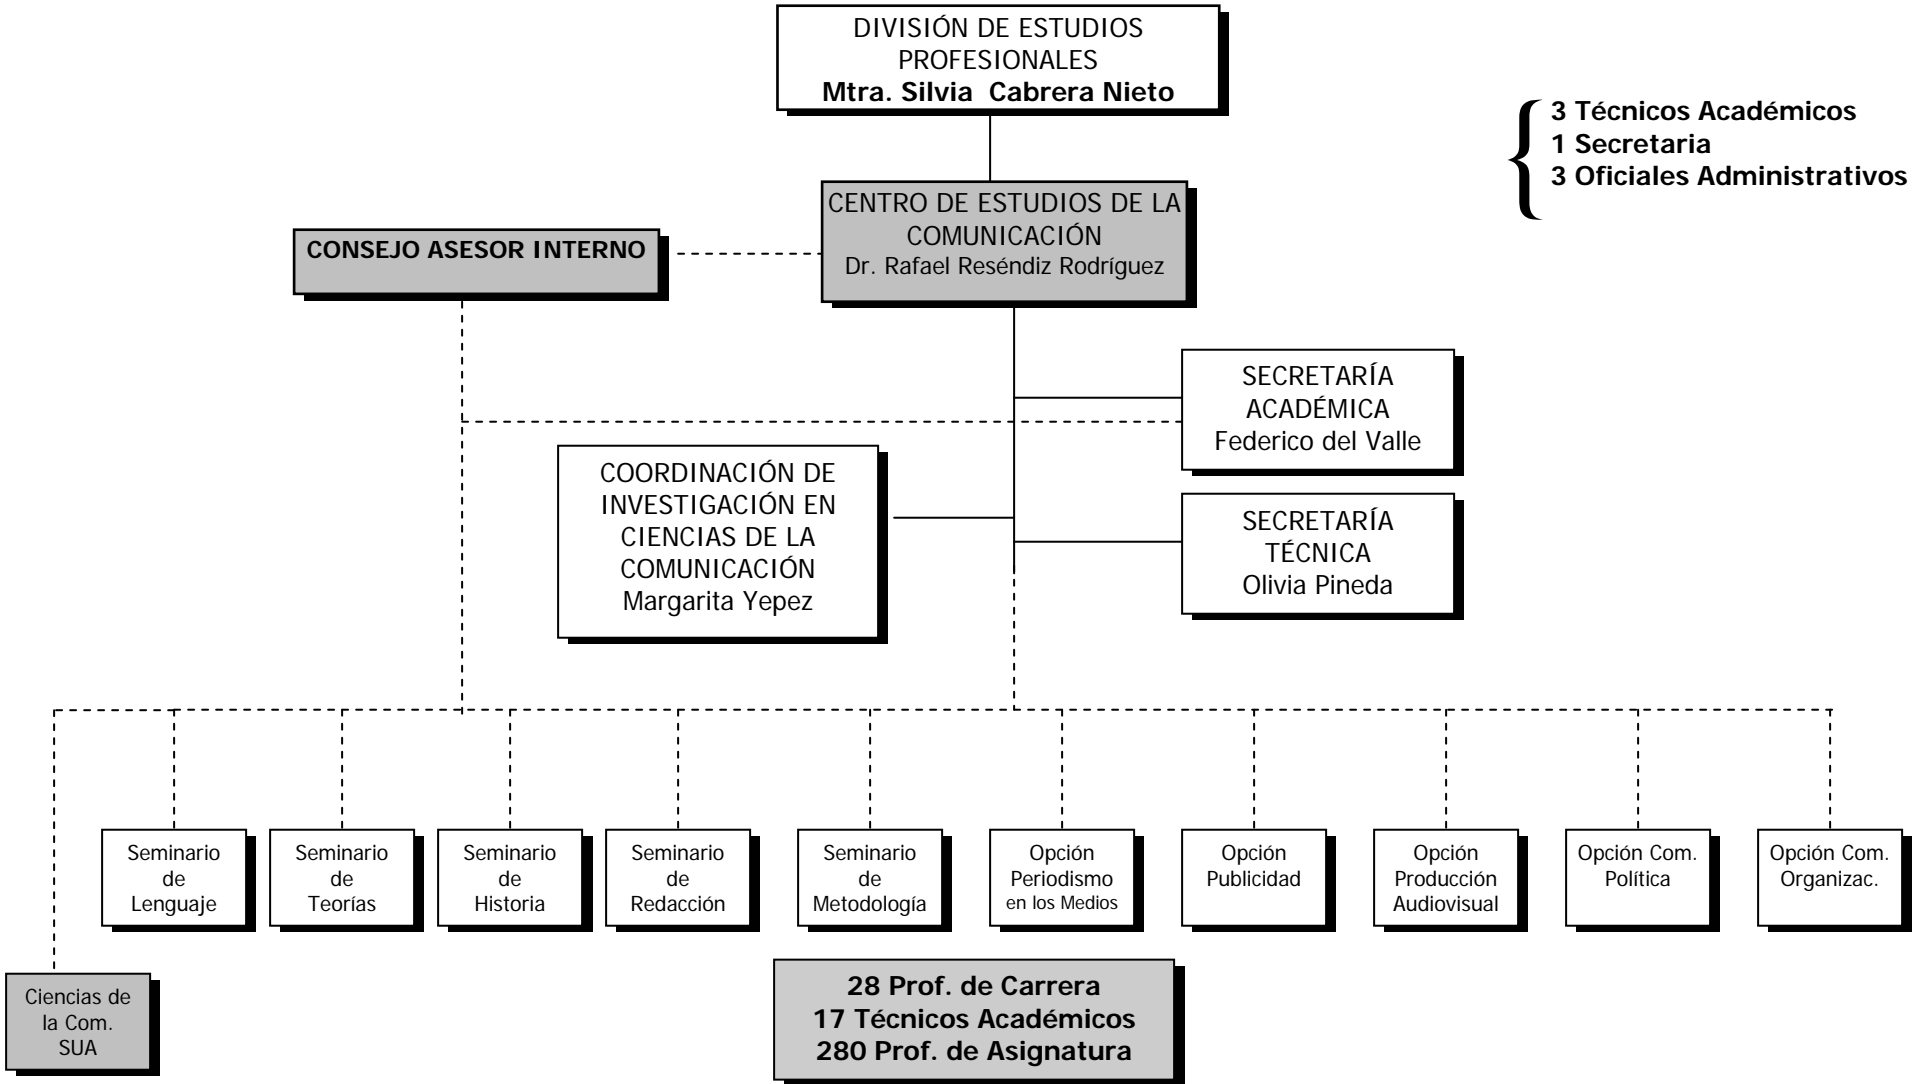 DIVISIÓN DE ESTUDIOS
PROFESIONALES
Mtra. Silvia Cabrera Nieto
3 Técnicos Académicos
1 Secretaria
3 Oficiales Administrativos
CENTRO DE ESTUDIOS DE LA
COMUNICACIÓN
Dr. Rafael Reséndiz Rodríguez
CONSEJO ASESOR INTERNO
SECRETARÍA
ACADÉMICA
Federico del Valle
COORDINACIÓN DE
INVESTIGACIÓN EN
CIENCIAS DE LA
COMUNICACIÓN
Margarita Yepez
SECRETARÍA
TÉCNICA
Olivia Pineda
Seminario
de
Lenguaje
Seminario
de
Teorías
Seminario
de
Historia
Seminario
de
Redacción
Seminario
de
Metodología
Opción
Periodismo
en los Medios
Opción
Publicidad
Opción
Producción
Audiovisual
Opción Com.
Política
Opción Com.
Organizac.
Ciencias de
la Com.
SUA
28 Prof. de Carrera
17 Técnicos Académicos
280 Prof. de Asignatura